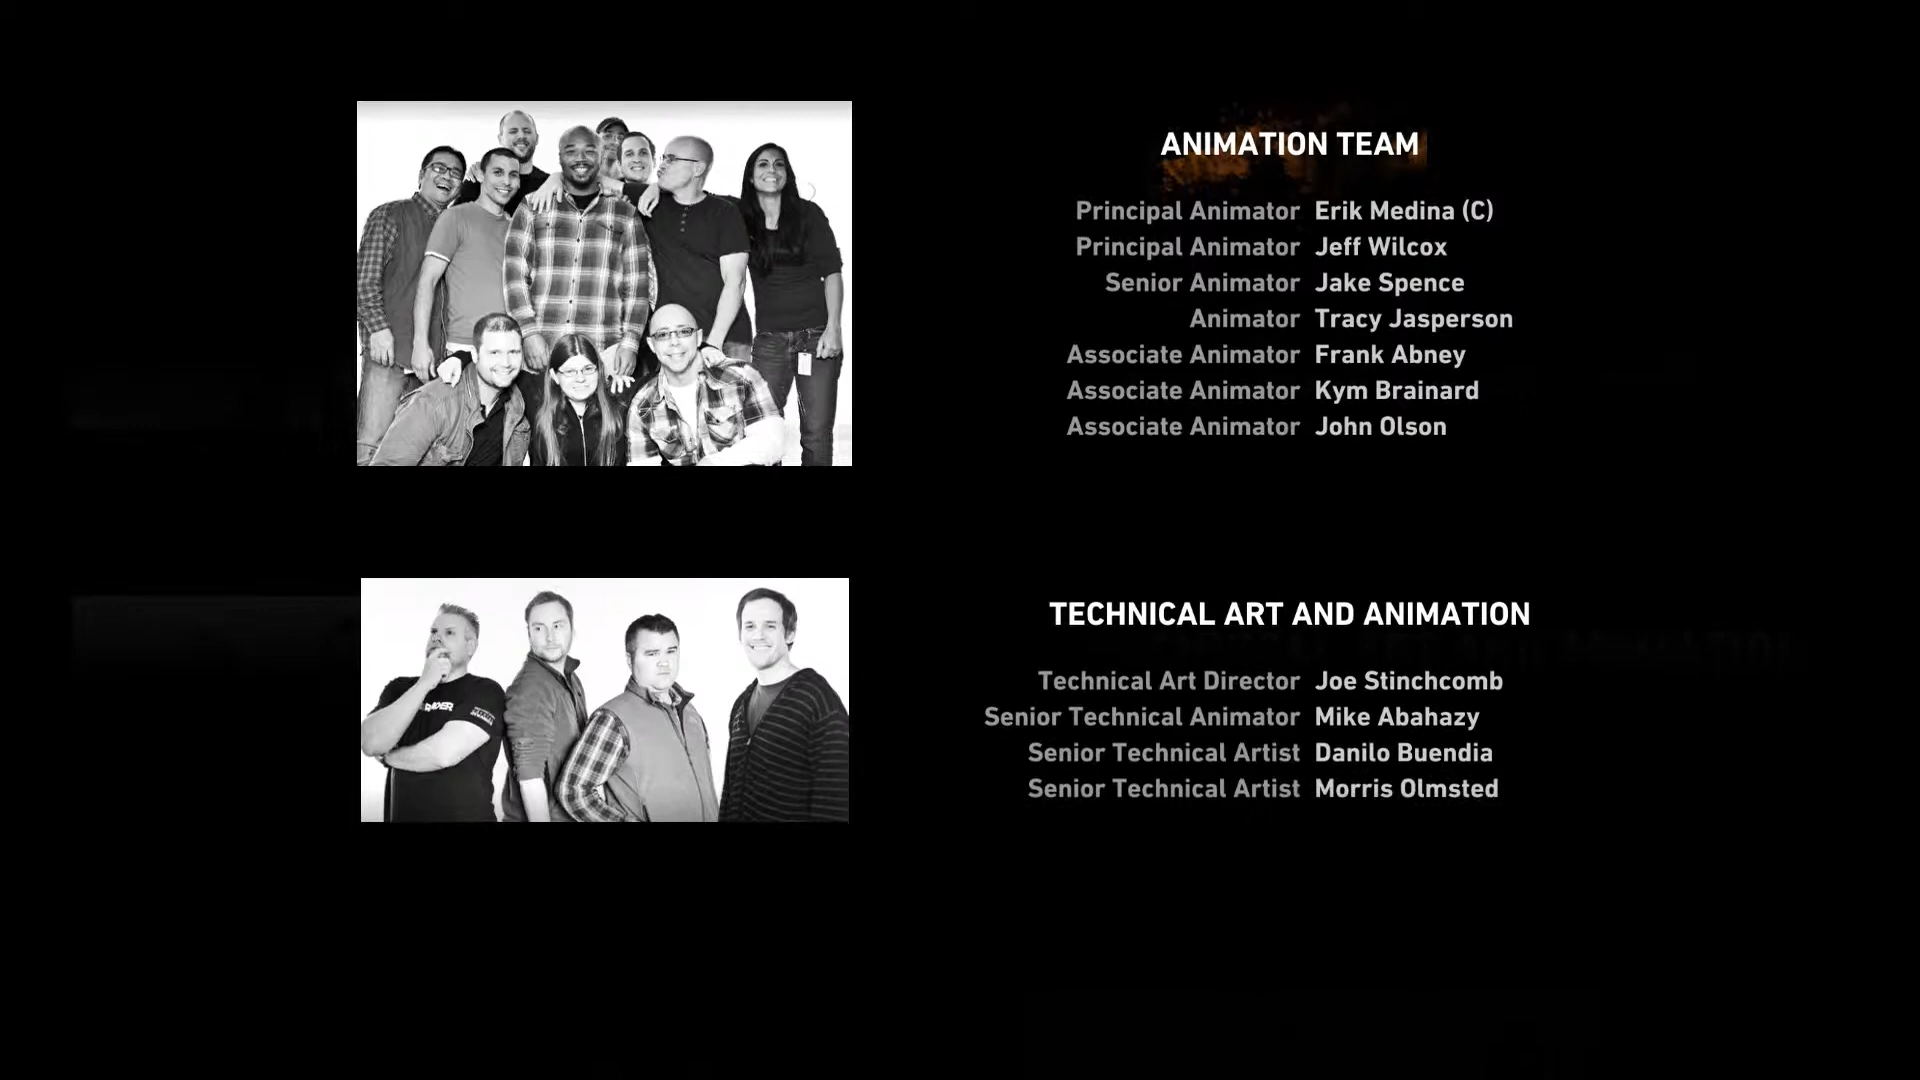 ANIMATION TEAM
Principal Animator Erik Medina (C)
Principal Animator Jeff Wilcox
Senior Animator Jake Spence
Animator Tracy Jasperson
Associate Animator Frank Abney
Associate Animator Kym Brainard
Associate Animator John Olson
TECHNICAL ART AND ANIMATION
Technical Art Director Joe Stinchcomb
Senior Technical Animator Mike Abahazy
Senior Technical Artist Danilo Buendia
Senior Technical Artist Morris Olmsted